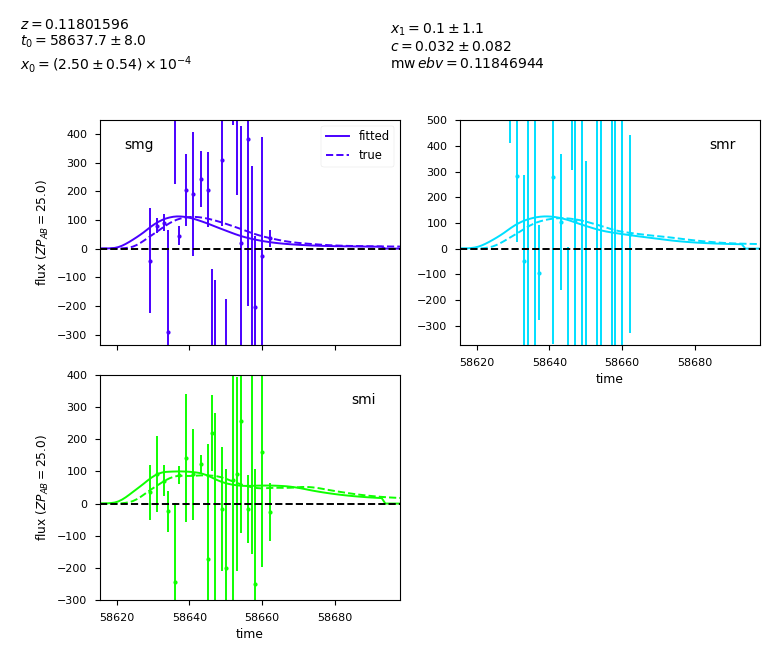 z = 0.11801596
t₀ = 58637.7 ± 8.0
x₀ = (2.50 ± 0.54) × 10⁻⁴
x₁ = 0.1 ± 1.1
c = 0.032 ± 0.082
mw ebv = 0.11846944
smg
fitted
true
400
300
200
100
0
−100
−200
−300
flux (ZP_AB = 25.0)
smr
500
400
300
200
100
0
−100
−200
−300
58620 58640 58660 58680
time
smi
400
300
200
100
0
−100
−200
−300
flux (ZP_AB = 25.0)
58620 58640 58660 58680
time